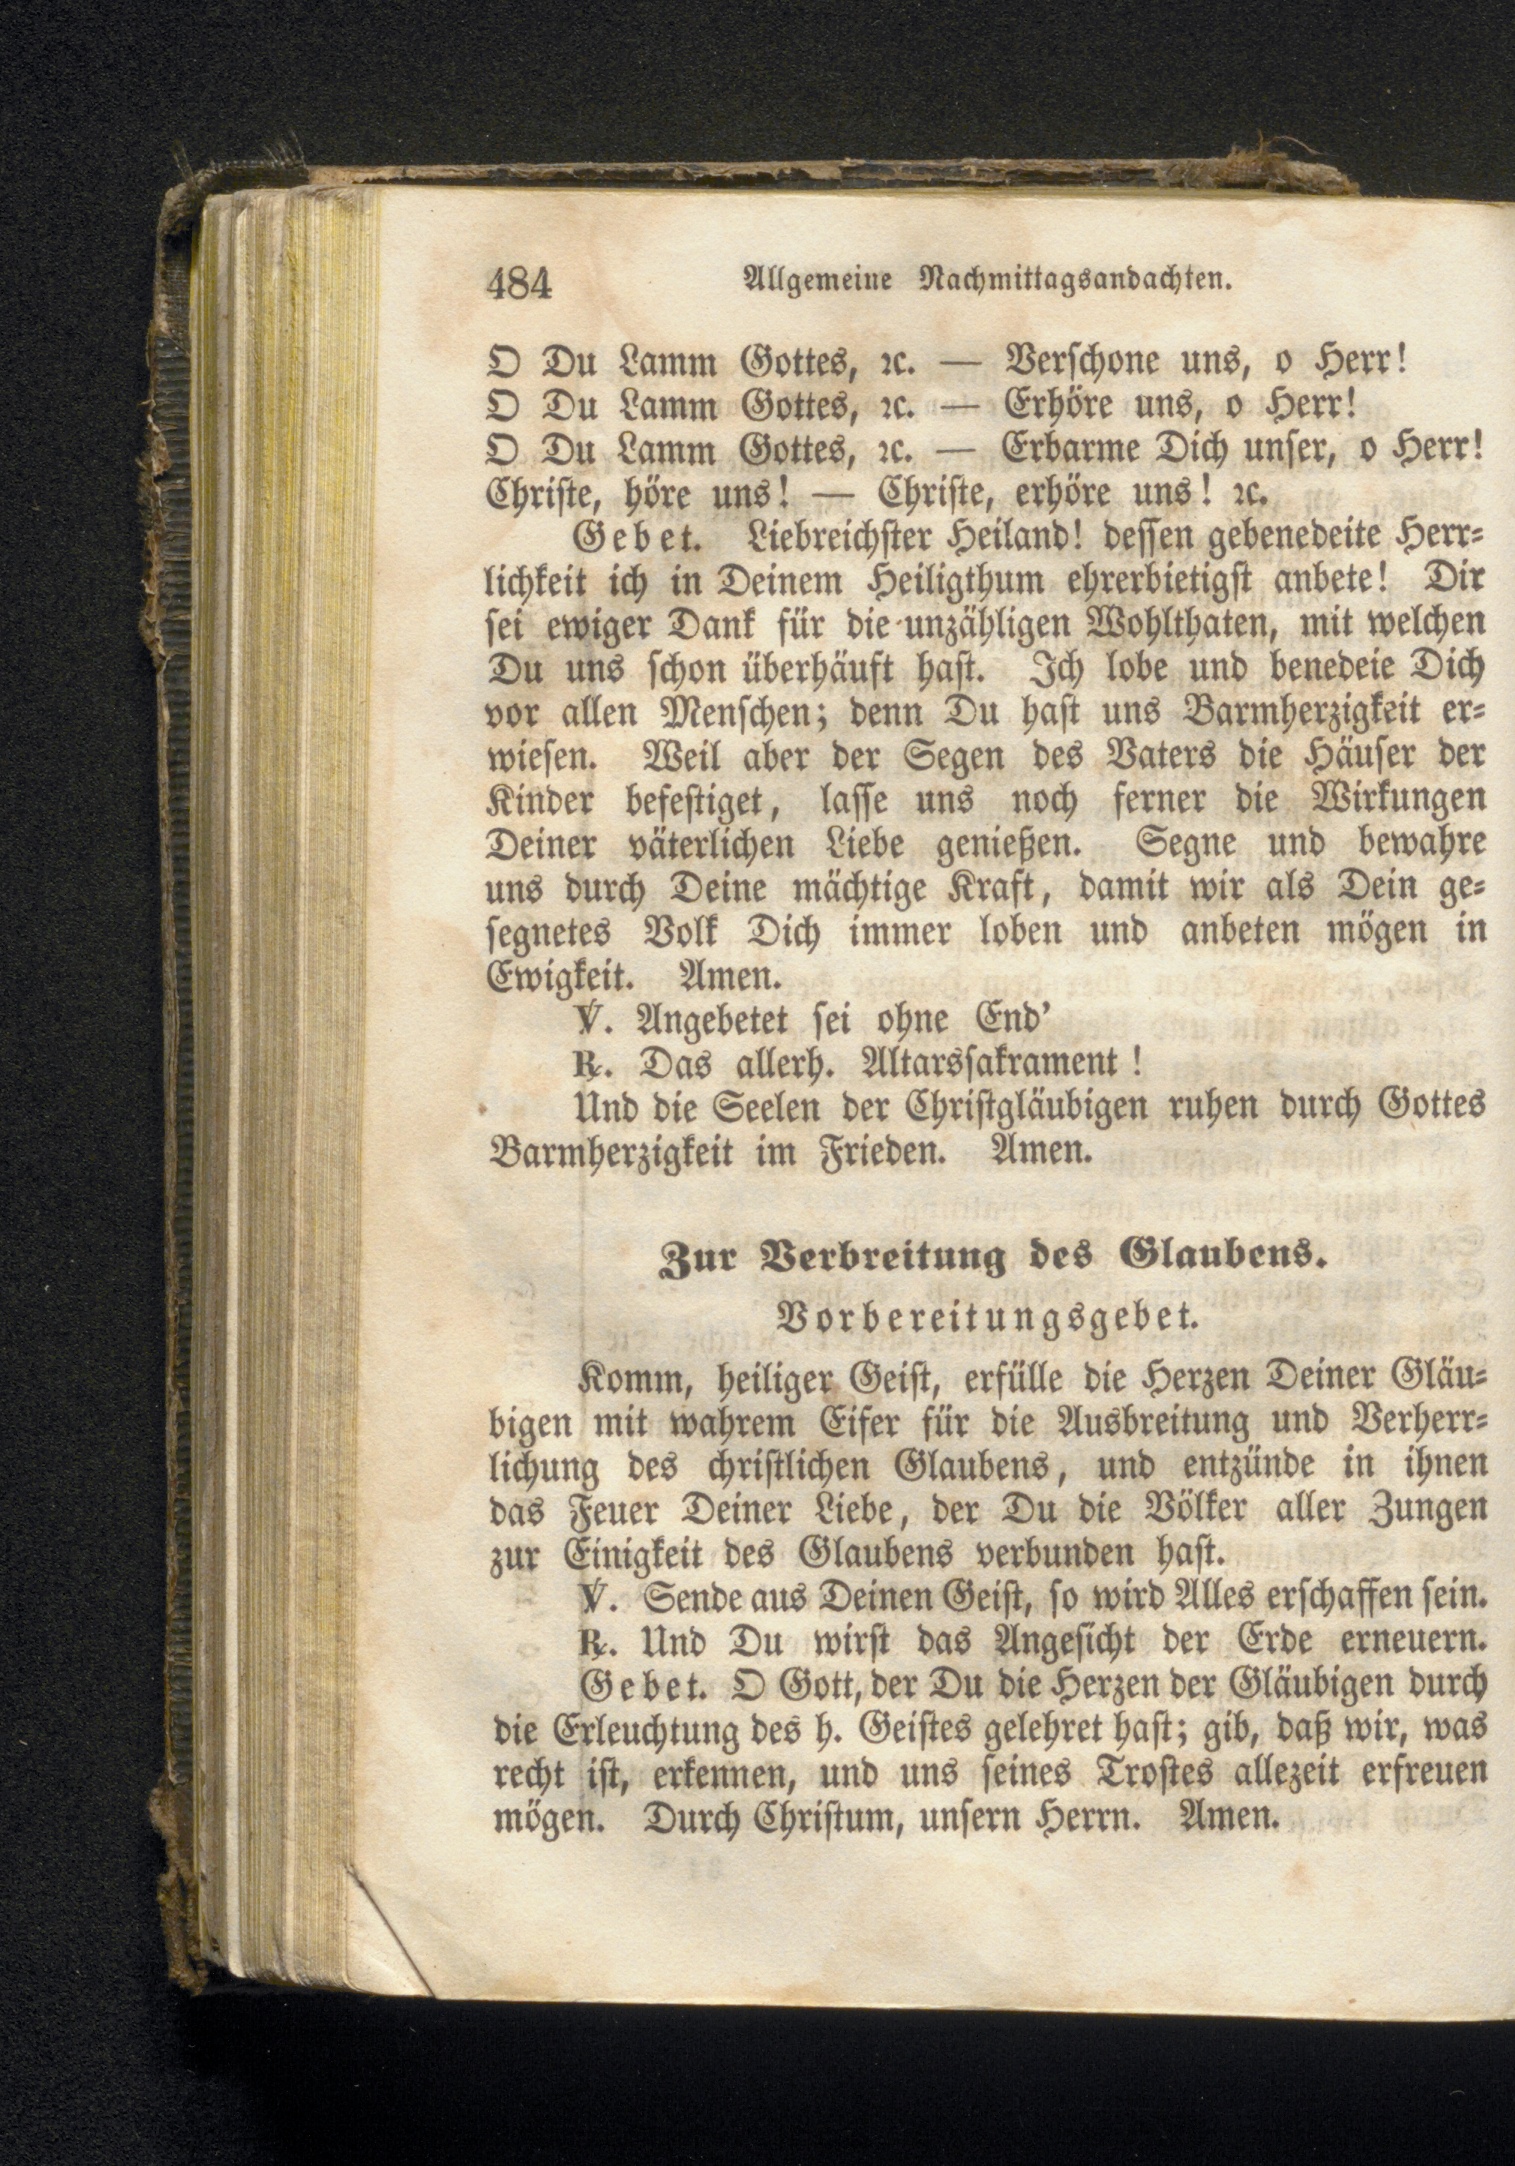 484 Allgemeine Nachmittagsandachten.
O Du Lamm Gottes, ꝛc. — Verschone uns, o Herr!
O Du Lamm Gottes, ꝛc. — Erhöre uns, o Herr!
O Du Lamm Gottes, ꝛc. — Erbarme Dich unser, o Herr!
Christe, höre uns! — Christe, erhöre uns! ꝛc.
Gebet. Liebreichster Heiland! dessen gebenedeite Herr-
lichkeit ich in Deinem Heiligthum ehrerbietigst anbete! Dir
sei ewiger Dank für die unzähligen Wohlthaten, mit welchen
Du uns schon überhäuft hast. Ich lobe und benedeie Dich
vor allen Menschen; denn Du hast uns Barmherzigkeit er-
wiesen. Weil aber der Segen des Vaters die Häuser der
Kinder befestiget, lasse uns noch ferner die Wirkungen
Deiner väterlichen Liebe genießen. Segne und bewahre
uns durch Deine mächtige Kraft, damit wir als Dein ge-
segnetes Volk Dich immer loben und anbeten mögen in
Ewigkeit. Amen.
℣. Angebetet sei ohne End'
℟. Das allerh. Altarssakrament!
Und die Seelen der Christgläubigen ruhen durch Gottes
Barmherzigkeit im Frieden. Amen.
Zur Verbreitung des Glaubens.
Vorbereitungsgebet.
Komm, heiliger Geist, erfülle die Herzen Deiner Gläu-
bigen mit wahrem Eifer für die Ausbreitung und Verherr-
lichung des christlichen Glaubens, und entzünde in ihnen
das Feuer Deiner Liebe, der Du die Völker aller Zungen
zur Einigkeit des Glaubens verbunden hast.
℣. Sende aus Deinen Geist, so wird Alles erschaffen sein.
℟. Und Du wirst das Angesicht der Erde erneuern.
Gebet. O Gott, der Du die Herzen der Gläubigen durch
die Erleuchtung des h. Geistes gelehret hast; gib, daß wir, was
recht ist, erkennen, und uns seines Trostes allezeit erfreuen
mögen. Durch Christum, unsern Herrn. Amen.